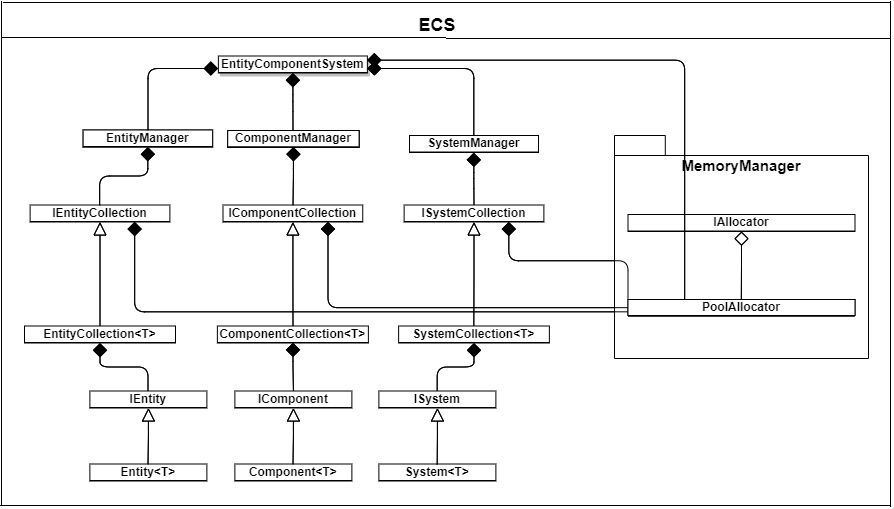 ECS
EntityComponentSystem
EntityManager
ComponentManager
SystemManager
MemoryManager
IEntityCollection
IComponentCollection
ISystemCollection
IAllocator
PoolAllocator
EntityCollection<T>
ComponentCollection<T>
SystemCollection<T>
IEntity
IComponent
ISystem
Entity<T>
Component<T>
System<T>